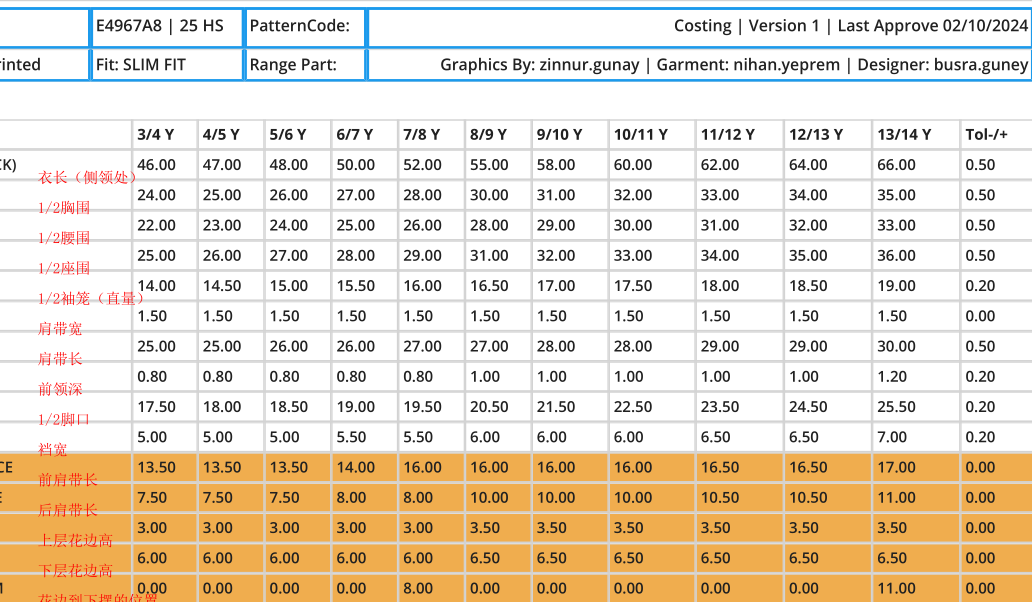 E4967A8 | 25 HS PatternCode: Costing | Version 1 | Last Approve 02/10/2024
rinted Fit: SLIM FIT Range Part: Graphics By: zinnur.gunay | Garment: nihan.yeprem | Designer: busra.guney
3/4 Y 4/5 Y 5/6 Y 6/7 Y 7/8 Y 8/9 Y 9/10 Y 10/11 Y 11/12 Y 12/13 Y 13/14 Y Tol-/+
CK) 46.00 47.00 48.00 50.00 52.00 55.00 58.00 60.00 62.00 64.00 66.00 0.50
衣长（侧领处）
24.00 25.00 26.00 27.00 28.00 30.00 31.00 32.00 33.00 34.00 35.00 0.50
1/2胸围
22.00 23.00 24.00 25.00 26.00 28.00 29.00 30.00 31.00 32.00 33.00 0.50
1/2腰围
25.00 26.00 27.00 28.00 29.00 31.00 32.00 33.00 34.00 35.00 36.00 0.50
1/2座围
14.00 14.50 15.00 15.50 16.00 16.50 17.00 17.50 18.00 18.50 19.00 0.20
1/2袖笼（直量）
1.50 1.50 1.50 1.50 1.50 1.50 1.50 1.50 1.50 1.50 1.50 0.00
肩带宽
25.00 25.00 26.00 26.00 27.00 27.00 28.00 28.00 29.00 29.00 30.00 0.50
肩带长
0.80 0.80 0.80 0.80 0.80 1.00 1.00 1.00 1.00 1.00 1.20 0.20
前领深
17.50 18.00 18.50 19.00 19.50 20.50 21.50 22.50 23.50 24.50 25.50 0.20
1/2脚口
5.00 5.00 5.00 5.50 5.50 6.00 6.00 6.00 6.50 6.50 7.00 0.20
裆宽
CE 13.50 13.50 13.50 14.00 16.00 16.00 16.00 16.00 16.50 16.50 17.00 0.00
前肩带长
E 7.50 7.50 7.50 8.00 8.00 10.00 10.00 10.00 10.50 10.50 11.00 0.00
后肩带长
3.00 3.00 3.00 3.00 3.00 3.50 3.50 3.50 3.50 3.50 3.50 0.00
上层花边高
6.00 6.00 6.00 6.00 6.00 6.50 6.50 6.50 6.50 6.50 6.50 0.00
下层花边高
M 0.00 0.00 0.00 0.00 8.00 0.00 0.00 0.00 0.00 0.00 11.00 0.00
花边到下摆的位置